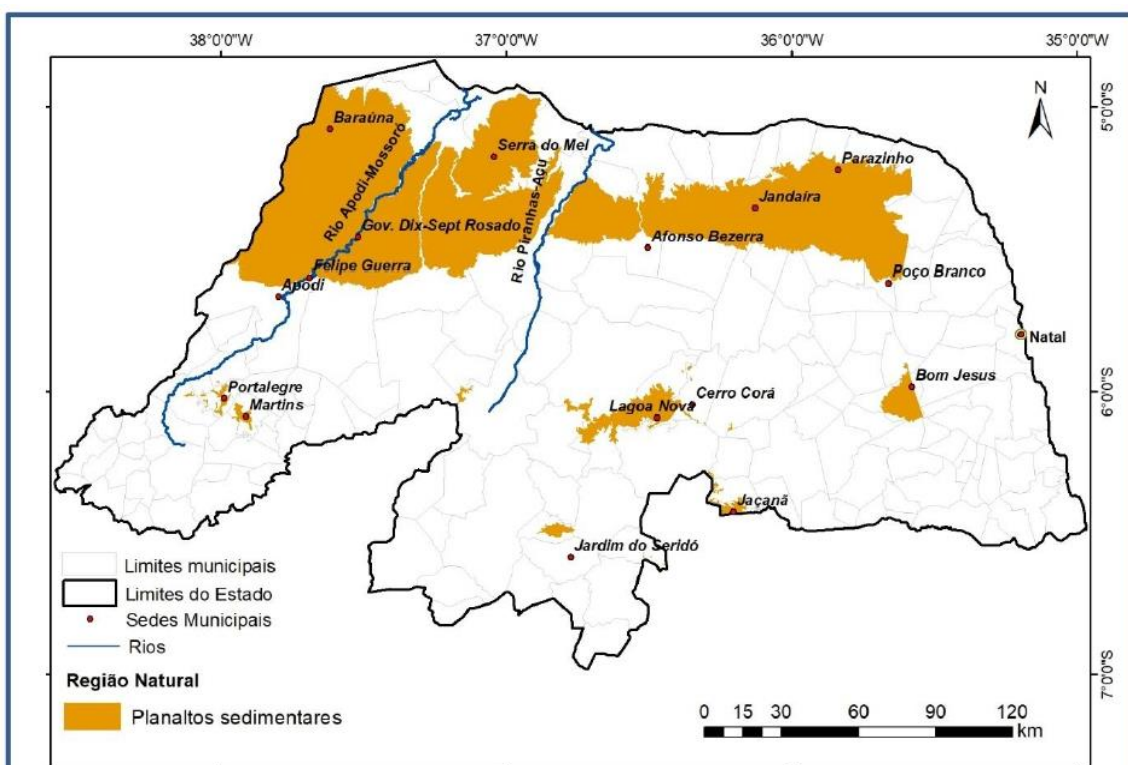 38°0'0"W 37°0'0"W 36°0'0"W 35°0'0"W
5°0'0"S
N
Baraúna
Serra do Mel
Parazinho
Rio Apodi-Mossoró
Jandaíra
Gov. Dix-Sept Rosado
Rio Piranhas-Açu
Afonso Bezerra
Felipe Guerra
Apodi
Poço Branco
Natal
Portalegre
Martins
Bom Jesus
Cerro Corá
Lagoa Nova
6°0'0"S
Jaçanã
Jardim do Seridó
Limites municipais
Limites do Estado
Sedes Municipais
Rios
7°0'0"S
Região Natural
Planaltos sedimentares
0 15 30 60 90 120
km